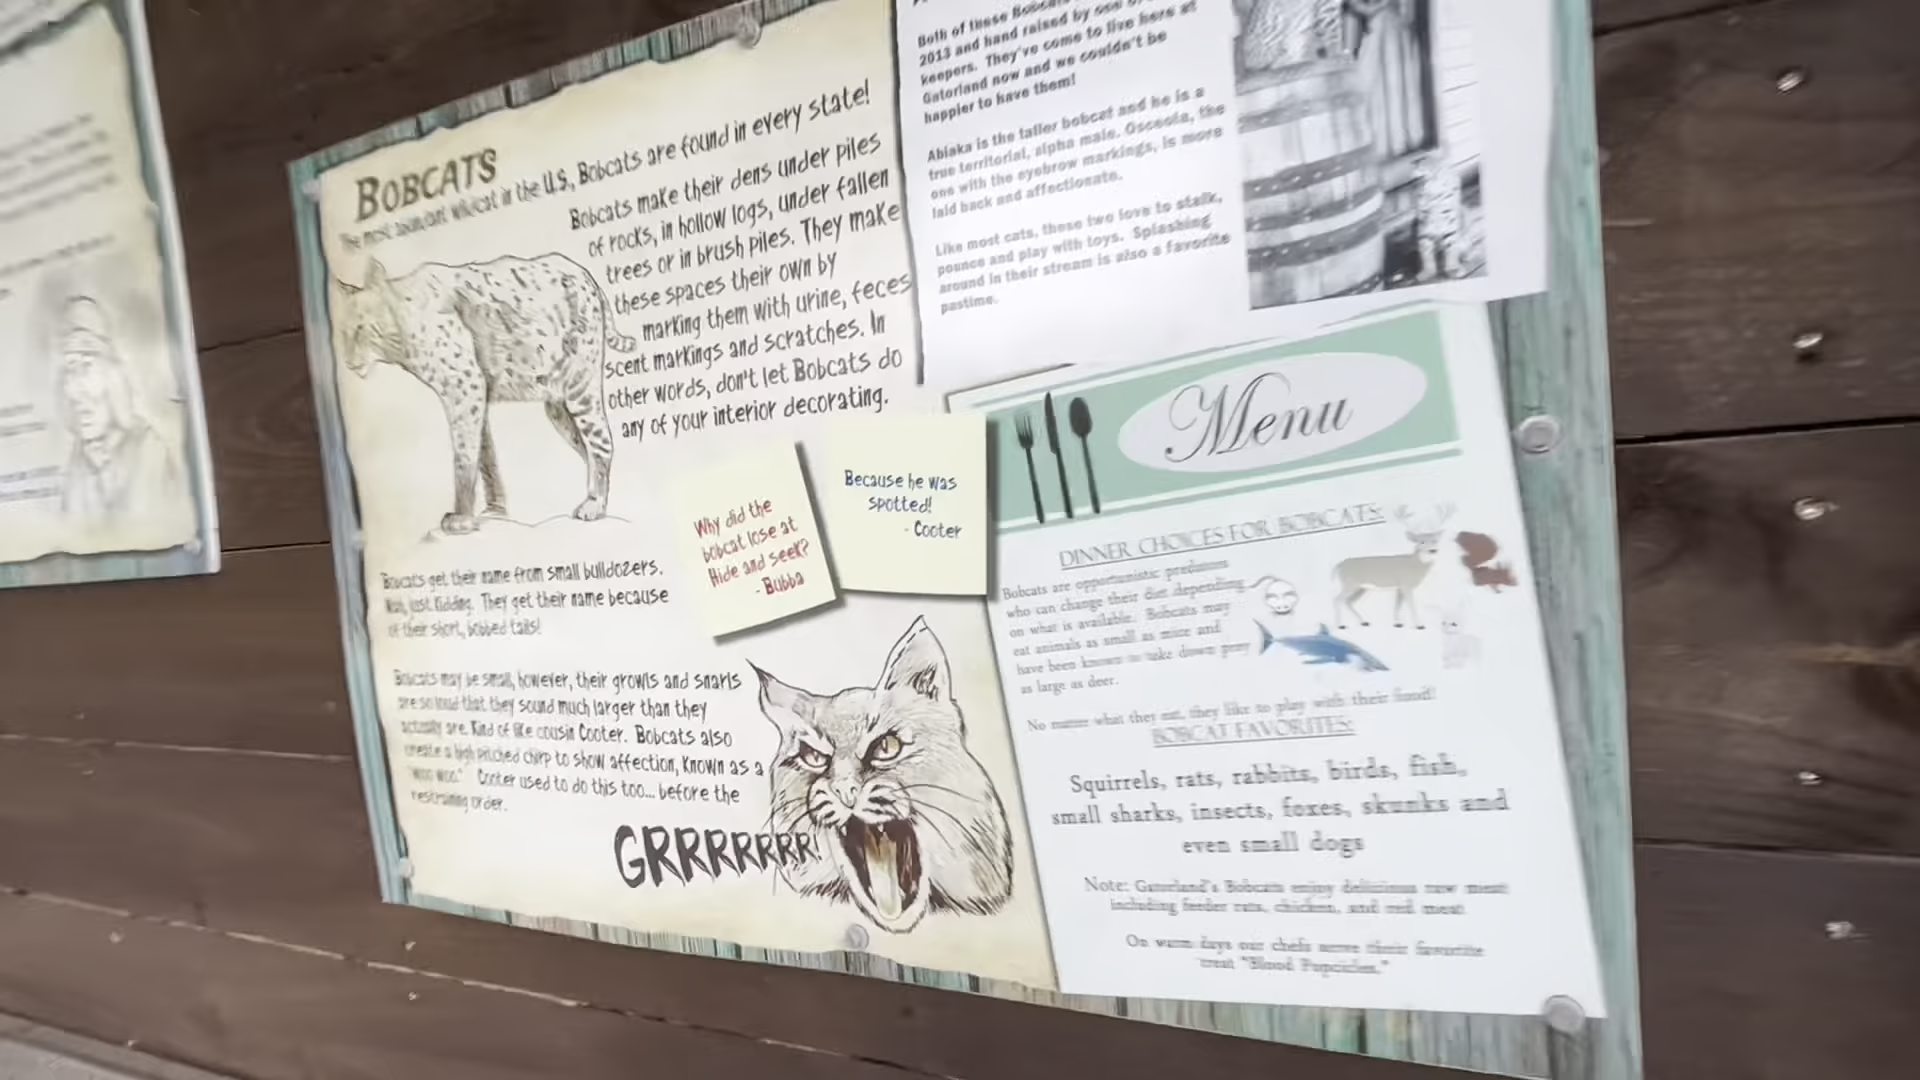 BOBCATS
The most abundant wildcat in the U.S, Bobcats are found in every state!
Bobcats make their dens under piles
of rocks, in hollow logs, under fallen
trees or in brush piles. They make
these spaces their own by
marking them with urine, feces
scent markings and scratches. In
other words, don't let Bobcats do
any of your interior decorating.
Why did the
bobcat lose at
Hide and seek?
- Bubba
Because he was
spotted!
- Cooter
Bobcats get their name from small bulldozers.
Nah, just kidding. They get their name because
of their short, bobbed tails!
Bobcats may be small, however, their growls and snarls
are so loud that they sound much larger than they
actually are. Kind of like cousin Cooter. Bobcats also
create a high pitched chirp to show affection, known as a
"woo woo." Cooter used to do this too... before the
restraining order.
GRRRRRRR!
Both of these Bobcats
2013 and hand raised by one of
keepers. They've come to live here at
Gatorland now and we couldn't be
happier to have them!
Abiaka is the taller bobcat and he is a
true territorial, alpha male. Osceola, the
one with the eyebrow markings, is more
laid back and affectionate.
Like most cats, these two love to stalk,
pounce and play with toys. Splashing
around in their stream is also a favorite
pastime.
Menu
DINNER CHOICES FOR BOBCATS:
Bobcats are opportunistic predators
who can change their diet depending
on what is available. Bobcats may
eat animals as small as mice and
have been known to take down prey
as large as deer.
No matter what they eat, they like to play with their food!
BOBCAT FAVORITES:
Squirrels, rats, rabbits, birds, fish,
small sharks, insects, foxes, skunks and
even small dogs
Note: Gatorland's Bobcats enjoy delicious raw meat
including feeder rats, chicken, and red meat.
On warm days our chefs serve their favorite
treat "Blood Popcicles."